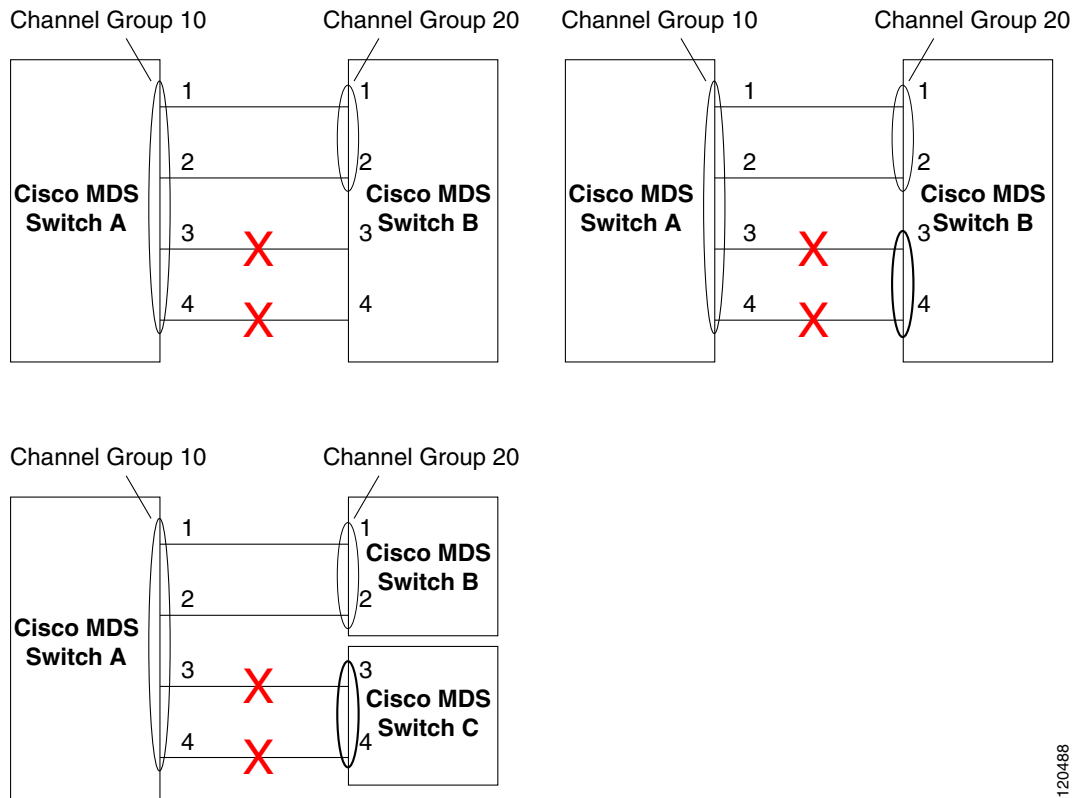 Channel Group 10
Channel Group 20
1
1
2
2
Cisco MDS
Switch A
Cisco MDS
Switch B
3
X
3
4
X
4
Channel Group 10
Channel Group 20
1
1
2
2
Cisco MDS
Switch A
Cisco MDS
Switch B
3
X
3
4
X
4
Channel Group 10
Channel Group 20
1
1
Cisco MDS
Switch B
2
2
Cisco MDS
Switch A
3
X
3
Cisco MDS
Switch C
4
X
4
120488